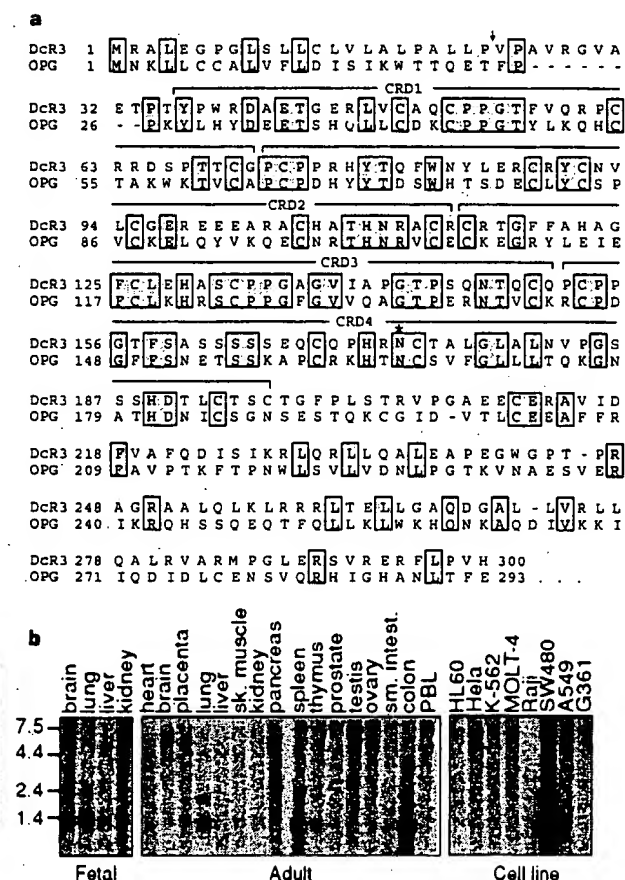 a
DcR3 1 M R A L E G P G L S L L C L V L A L P A L L P V P A V R G V A
OPG 1 M N K L L C C A L V F L D I S I K W T T Q E T F P - - - - - -
CRD1
DcR3 32 E T P T Y P W R D A E T G E R L V C A Q C P P G T F V Q R P C
OPG 26 - - P K Y L H Y D E E T S H Q L L C D K C P P G T Y L K Q H C
DcR3 63 R R D S P T T C G P C P P R H Y T Q F W N Y L E R C R Y C N V
OPG 55 T A K W K T V C A P C P D H Y Y T D S W H T S D E C L Y C S P
CRD2
DcR3 94 L C G E R E E E A R A C H A T H N R A C R C R T G F F A H A G
OPG 86 V C K E L Q Y V K Q E C N R T H N R V C E C K E G R Y L E I E
CRD3
DcR3 125 F C L E H A S C P P G A G V I A P G T P S Q N T Q C Q P C P P
OPG 117 F C L K H R S C P P G F G V V Q A G T P E R N T V C K R C P D
CRD4
*
DcR3 156 G T F S A S S S S S E Q C Q P H R N C T A L G L A L N V P G S
OPG 148 G F F S N E T S S K A P C R K H T N C S V F G L L L T Q K G N
DcR3 187 S S H D T L C T S C T G F P L S T R V P G A E E C E R A V I D
OPG 179 A T H D N I C S G N S E S T Q K C G I D - V T L C E E A F F R
DcR3 218 F V A F Q D I S I K R L Q R L L Q A L E A P E G W G P T - P R
OPG 209 F A V P T K F T P N W L S V L V D N L P G T K V N A E S V E R
DcR3 248 A G R A A L Q L K L R R R L T E L L G A Q D G A L - L V R L L
OPG 240 I K R Q H S S Q E Q T F Q L L K L W K H Q N K A Q D I V K K I
DcR3 278 Q A L R V A R M P G L E R S V R E R F L P V H 300
OPG 271 I Q D I D L C E N S V Q R H I G H A N L T F E 293 . . .
b
brain lung liver kidney heart brain placenta lung liver sk. muscle kidney pancreas spleen thymus prostate testis ovary sm. intest. colon PBL HL60 Hela K-562 MOLT-4 Raji SW480 A549 G361
7.5
4.4
2.4
1.4
Fetal Adult Cell line